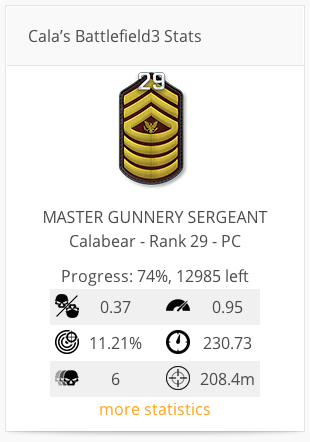 Cala's Battlefield3 Stats
29
MASTER GUNNERY SERGEANT
Calabear - Rank 29 - PC
Progress: 74%, 12985 left
0.37 0.95
11.21% 230.73
6 208.4m
more statistics